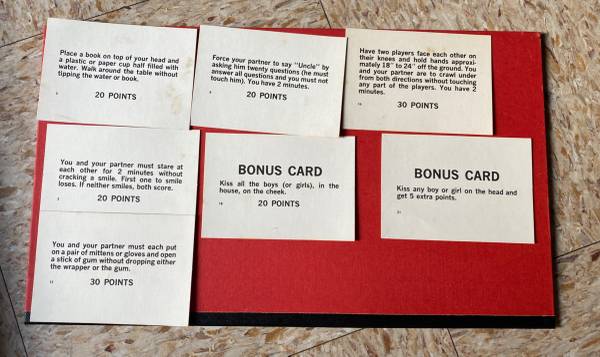 Place a book on top of your head and
a plastic or paper cup half filled with
water. Walk around the table without
tipping the water or book.
20 POINTS
Force your partner to say "Uncle" by
asking him twenty questions (he must
answer all questions and you must not
touch him). You have 2 minutes.
20 POINTS
Have two players face each other on
their knees and hold hands approxi-
mately 18" to 24" off the ground. You
and your partner are to crawl under
from both directions without touching
any part of the players. You have 2
minutes.
30 POINTS
You and your partner must stare at
each other for 2 minutes without
cracking a smile. First one to smile
loses. If neither smiles, both score.
20 POINTS
BONUS CARD
Kiss all the boys (or girls), in the
house, on the cheek.
20 POINTS
BONUS CARD
Kiss any boy or girl on the head and
get 5 extra points.
You and your partner must each put
on a pair of mittens or gloves and open
a stick of gum without dropping either
the wrapper or the gum.
30 POINTS